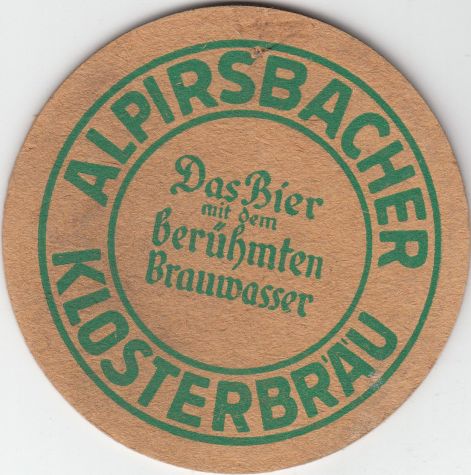 ALPIRSBACHER
Das Bier
mit dem
berühmten
Brauwasser
KLOSTERBRÄU